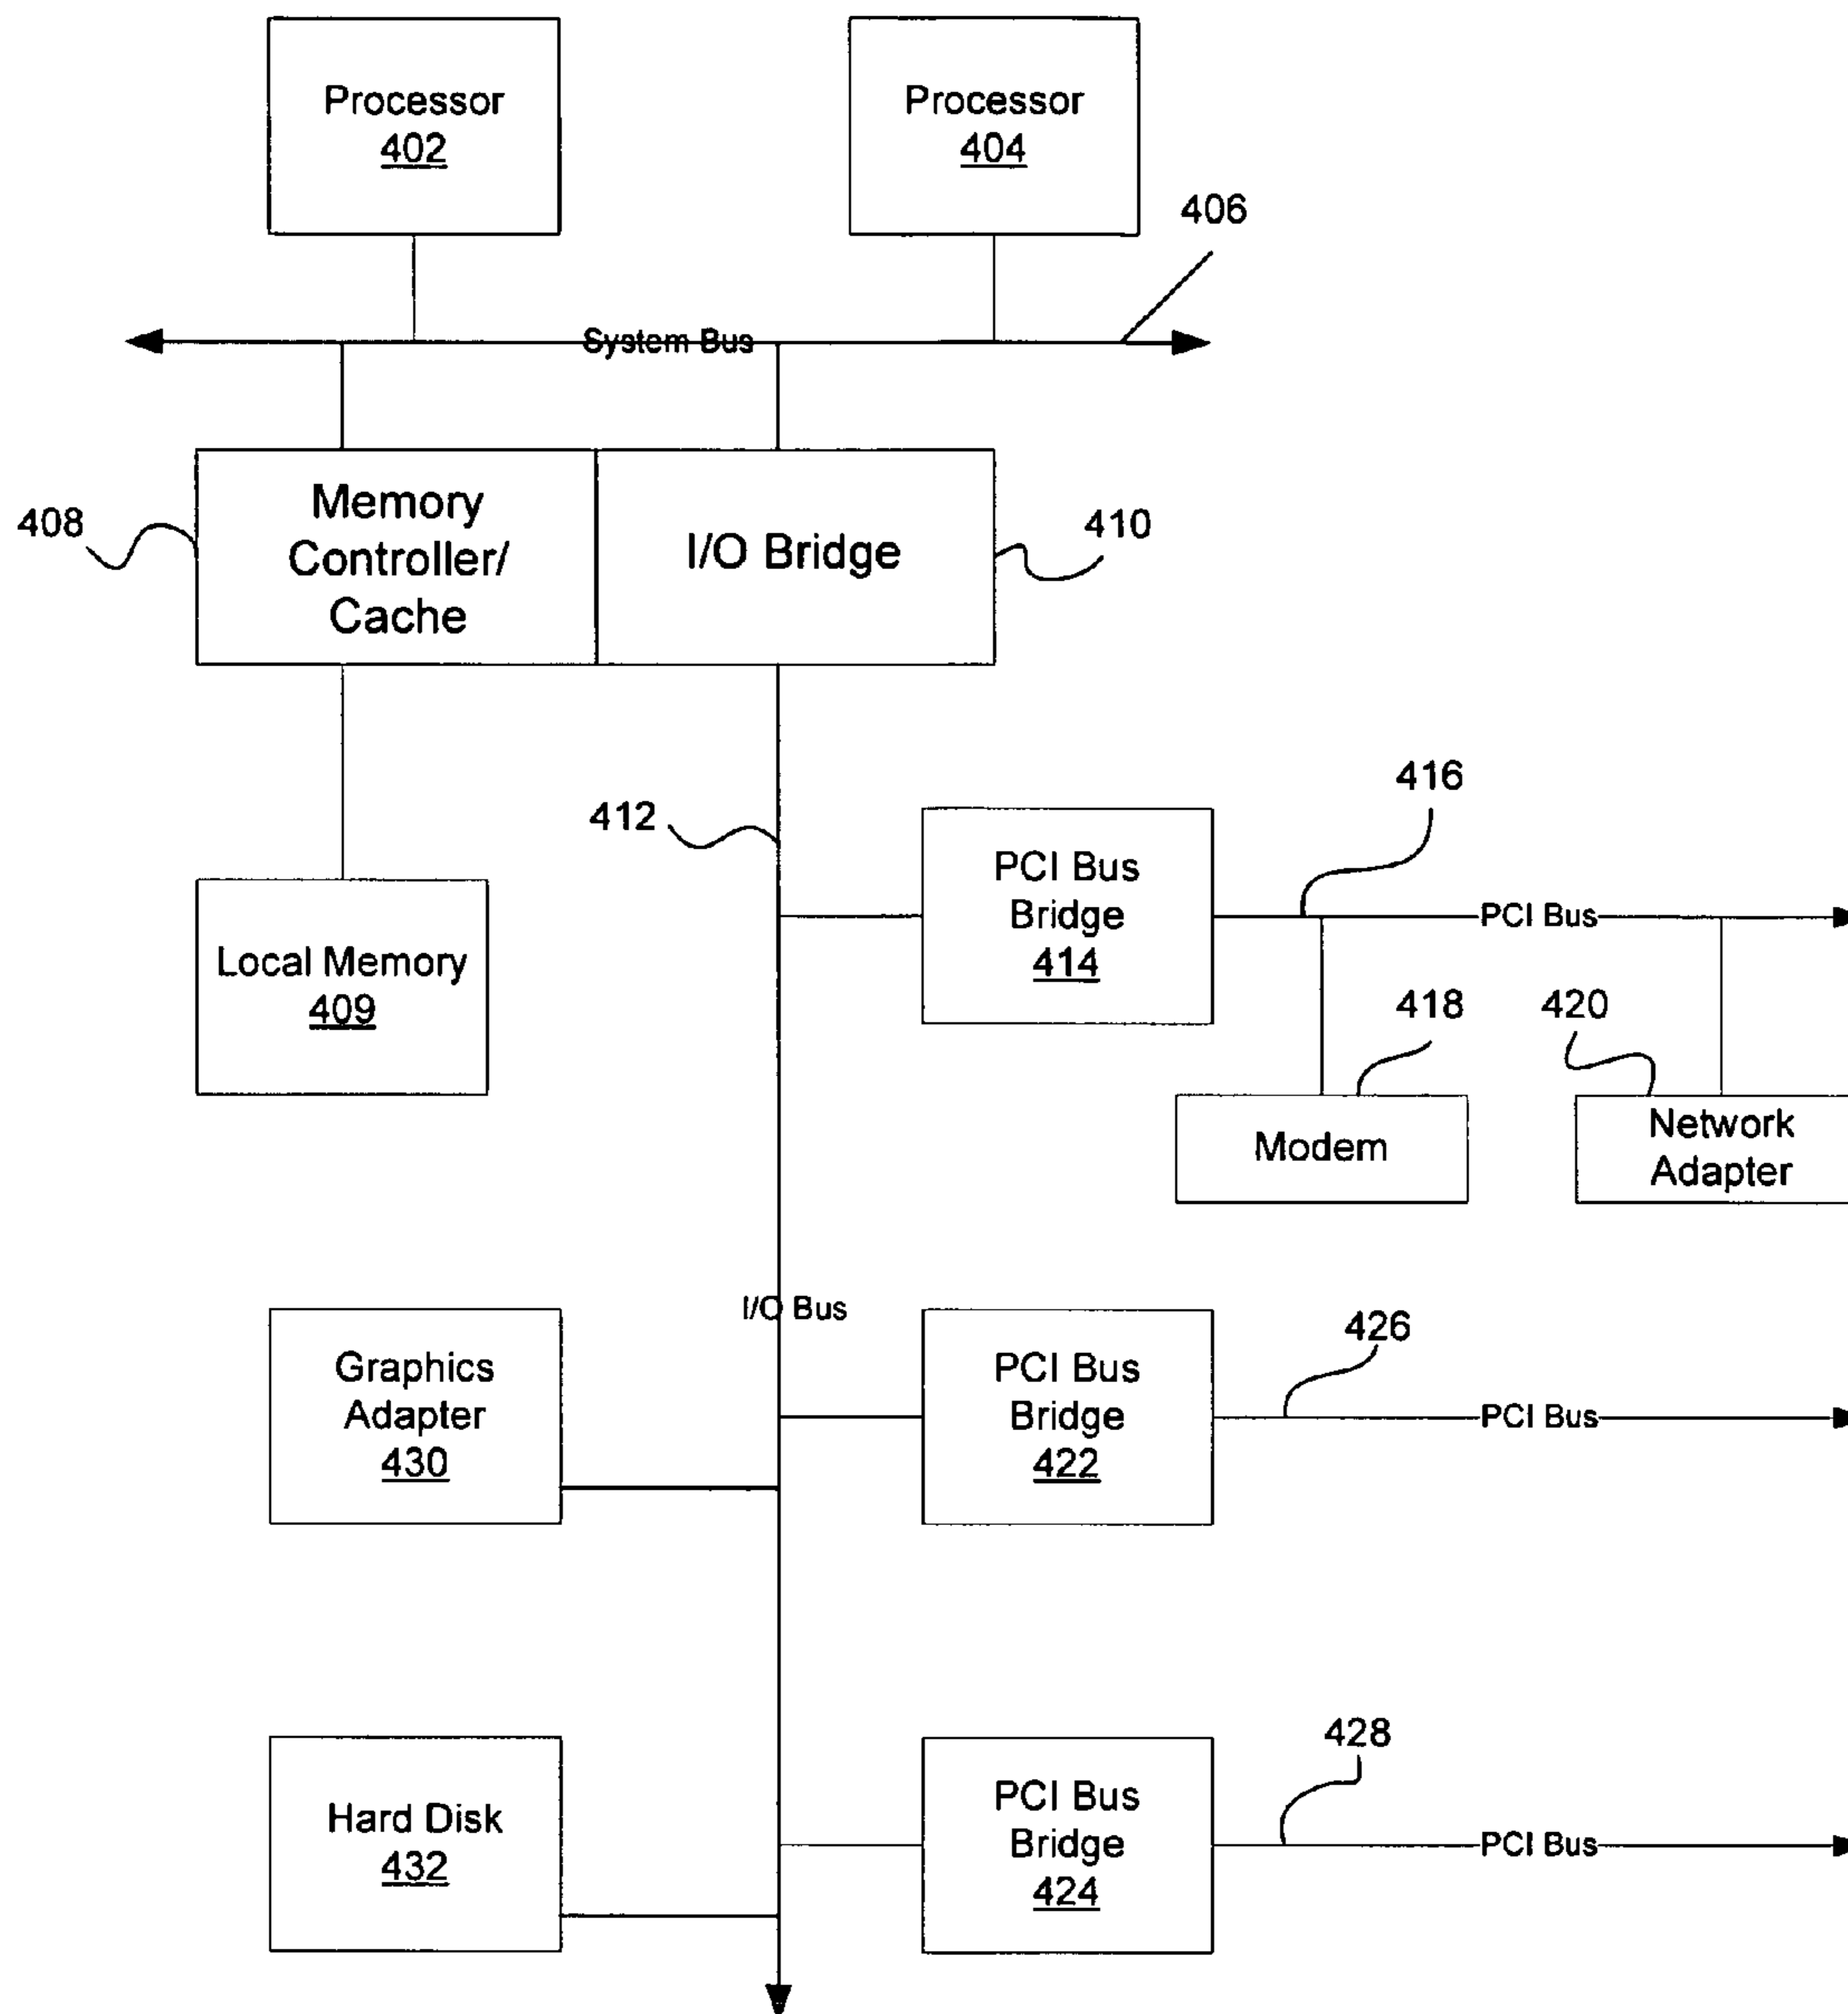 Processor
402
Processor
404
406
System Bus
408
Memory
Controller/
Cache
I/O Bridge
410
412
416
PCI Bus
Bridge
414
PCI Bus
Local Memory
409
418
420
Modem
Network
Adapter
I/O Bus
Graphics
Adapter
430
PCI Bus
Bridge
422
426
PCI Bus
Hard Disk
432
PCI Bus
Bridge
424
428
PCI Bus